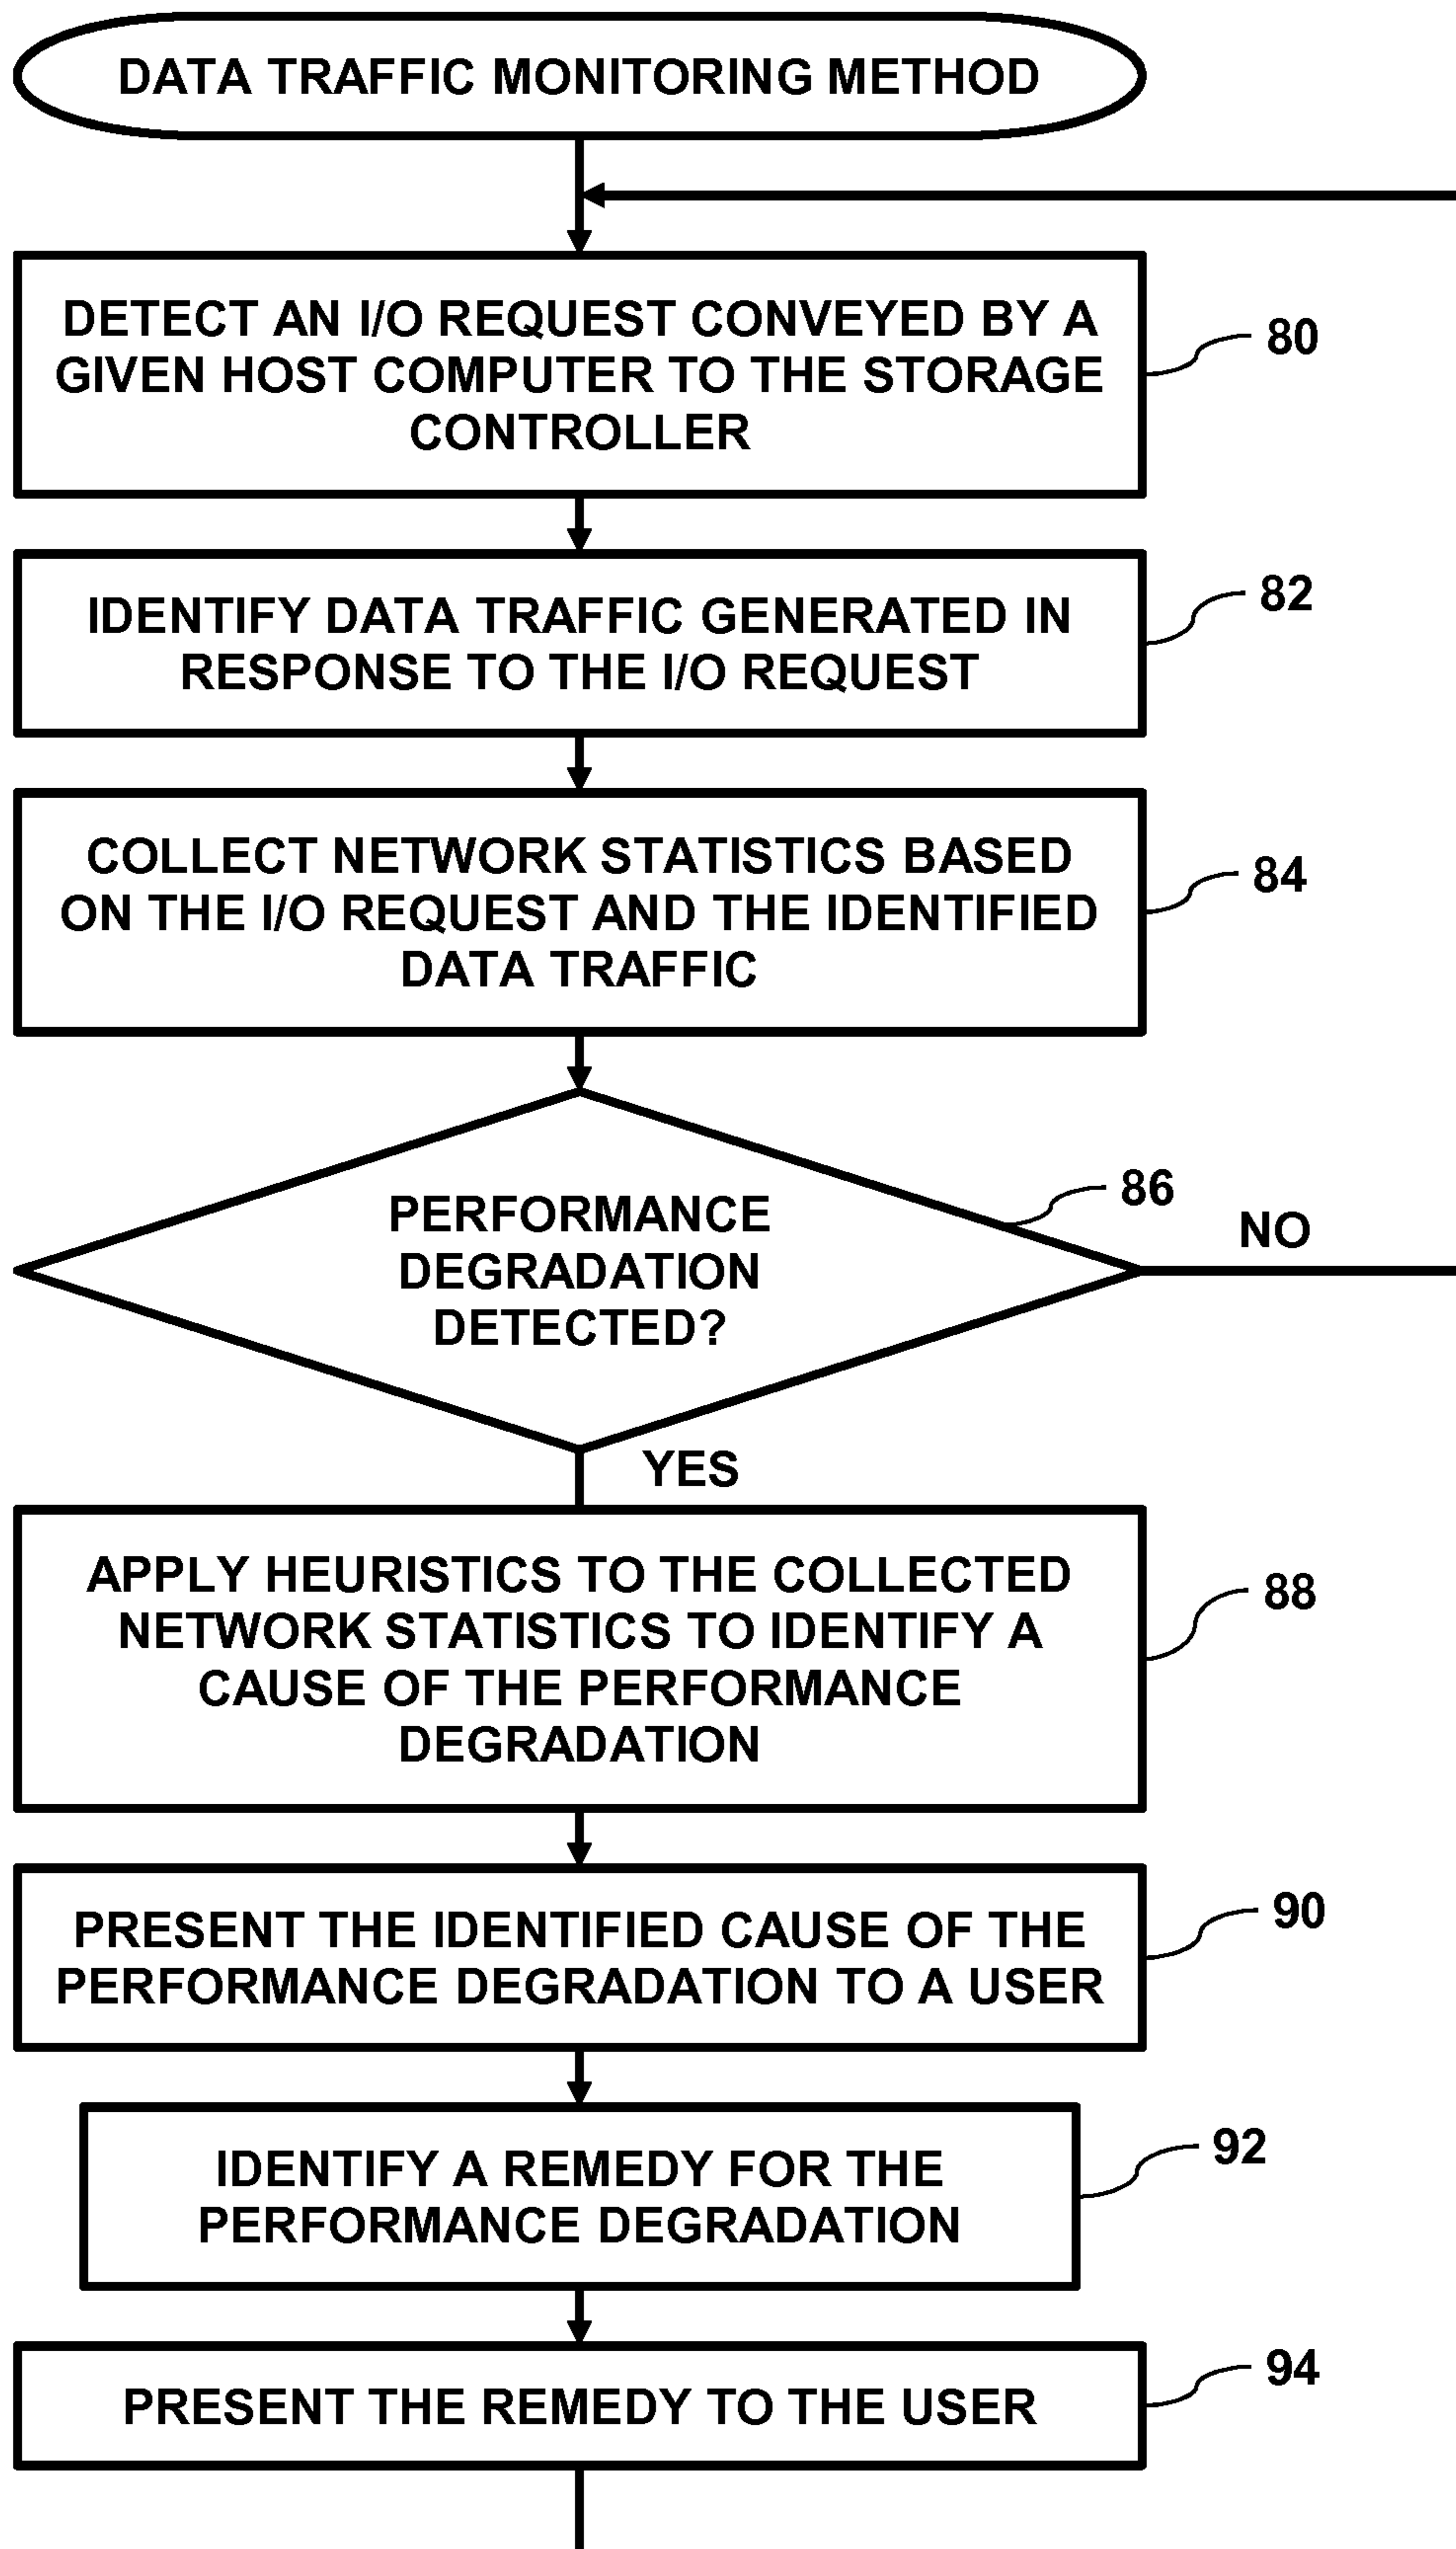 DATA TRAFFIC MONITORING METHOD
DETECT AN I/O REQUEST CONVEYED BY A
GIVEN HOST COMPUTER TO THE STORAGE
CONTROLLER
80
IDENTIFY DATA TRAFFIC GENERATED IN
RESPONSE TO THE I/O REQUEST
82
COLLECT NETWORK STATISTICS BASED
ON THE I/O REQUEST AND THE IDENTIFIED
DATA TRAFFIC
84
PERFORMANCE
DEGRADATION
DETECTED?
86
NO
YES
APPLY HEURISTICS TO THE COLLECTED
NETWORK STATISTICS TO IDENTIFY A
CAUSE OF THE PERFORMANCE
DEGRADATION
88
PRESENT THE IDENTIFIED CAUSE OF THE
PERFORMANCE DEGRADATION TO A USER
90
IDENTIFY A REMEDY FOR THE
PERFORMANCE DEGRADATION
92
PRESENT THE REMEDY TO THE USER
94